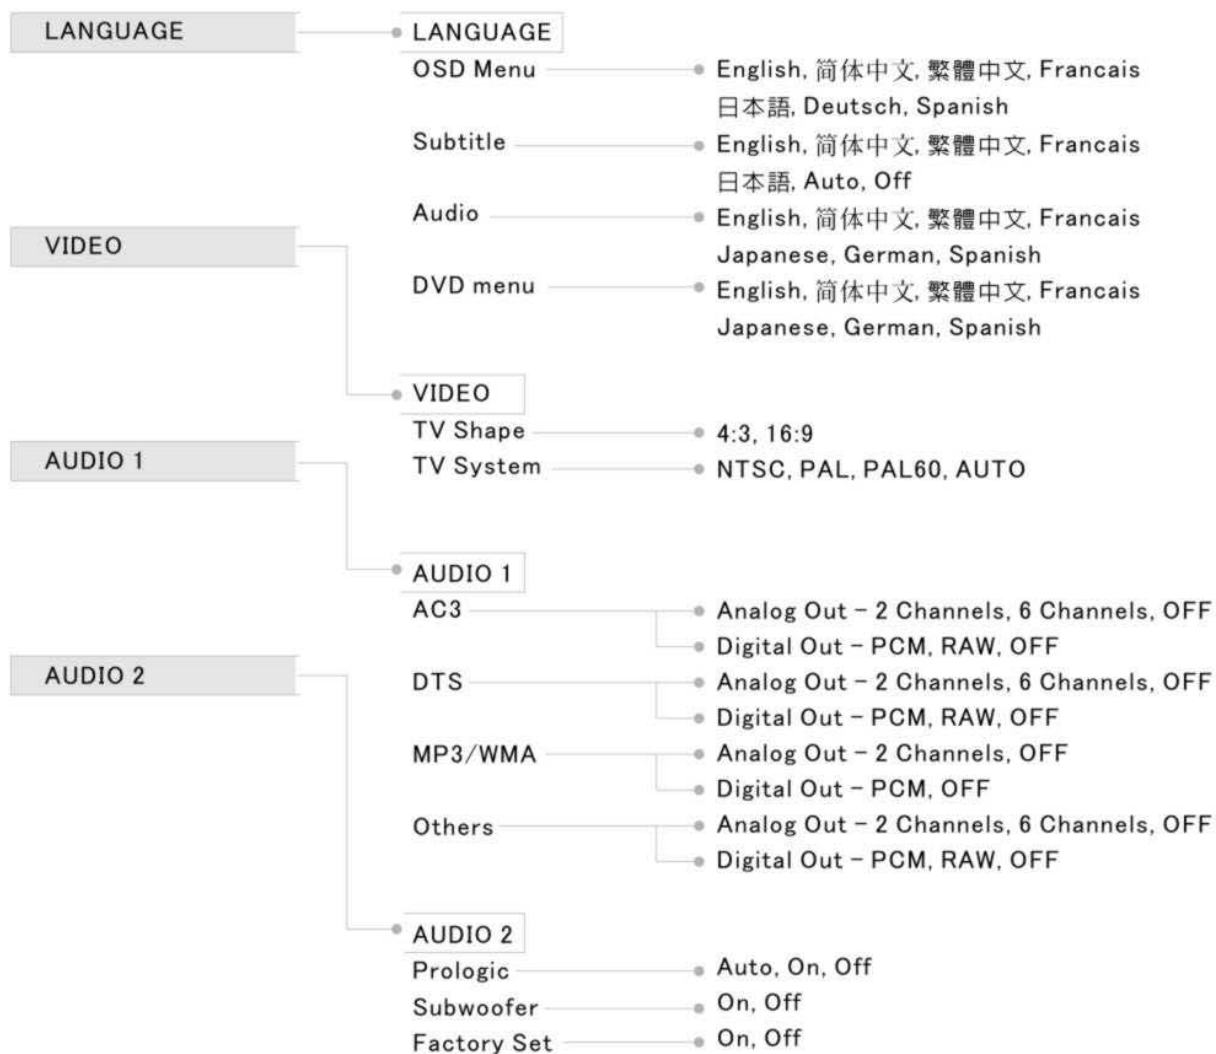 LANGUAGE
LANGUAGE
OSD Menu
English, 简体中文, 繁體中文, Francais
日本語, Deutsch, Spanish
Subtitle
English, 简体中文, 繁體中文, Francais
日本語, Auto, Off
Audio
English, 简体中文, 繁體中文, Francais
Japanese, German, Spanish
DVD menu
English, 简体中文, 繁體中文, Francais
Japanese, German, Spanish
VIDEO
VIDEO
TV Shape
4:3, 16:9
TV System
NTSC, PAL, PAL60, AUTO
AUDIO 1
AUDIO 1
AC3
Analog Out - 2 Channels, 6 Channels, OFF
Digital Out - PCM, RAW, OFF
DTS
Analog Out - 2 Channels, 6 Channels, OFF
Digital Out - PCM, RAW, OFF
MP3/WMA
Analog Out - 2 Channels, OFF
Digital Out - PCM, OFF
Others
Analog Out - 2 Channels, 6 Channels, OFF
Digital Out - PCM, RAW, OFF
AUDIO 2
AUDIO 2
Prologic
Auto, On, Off
Subwoofer
On, Off
Factory Set
On, Off